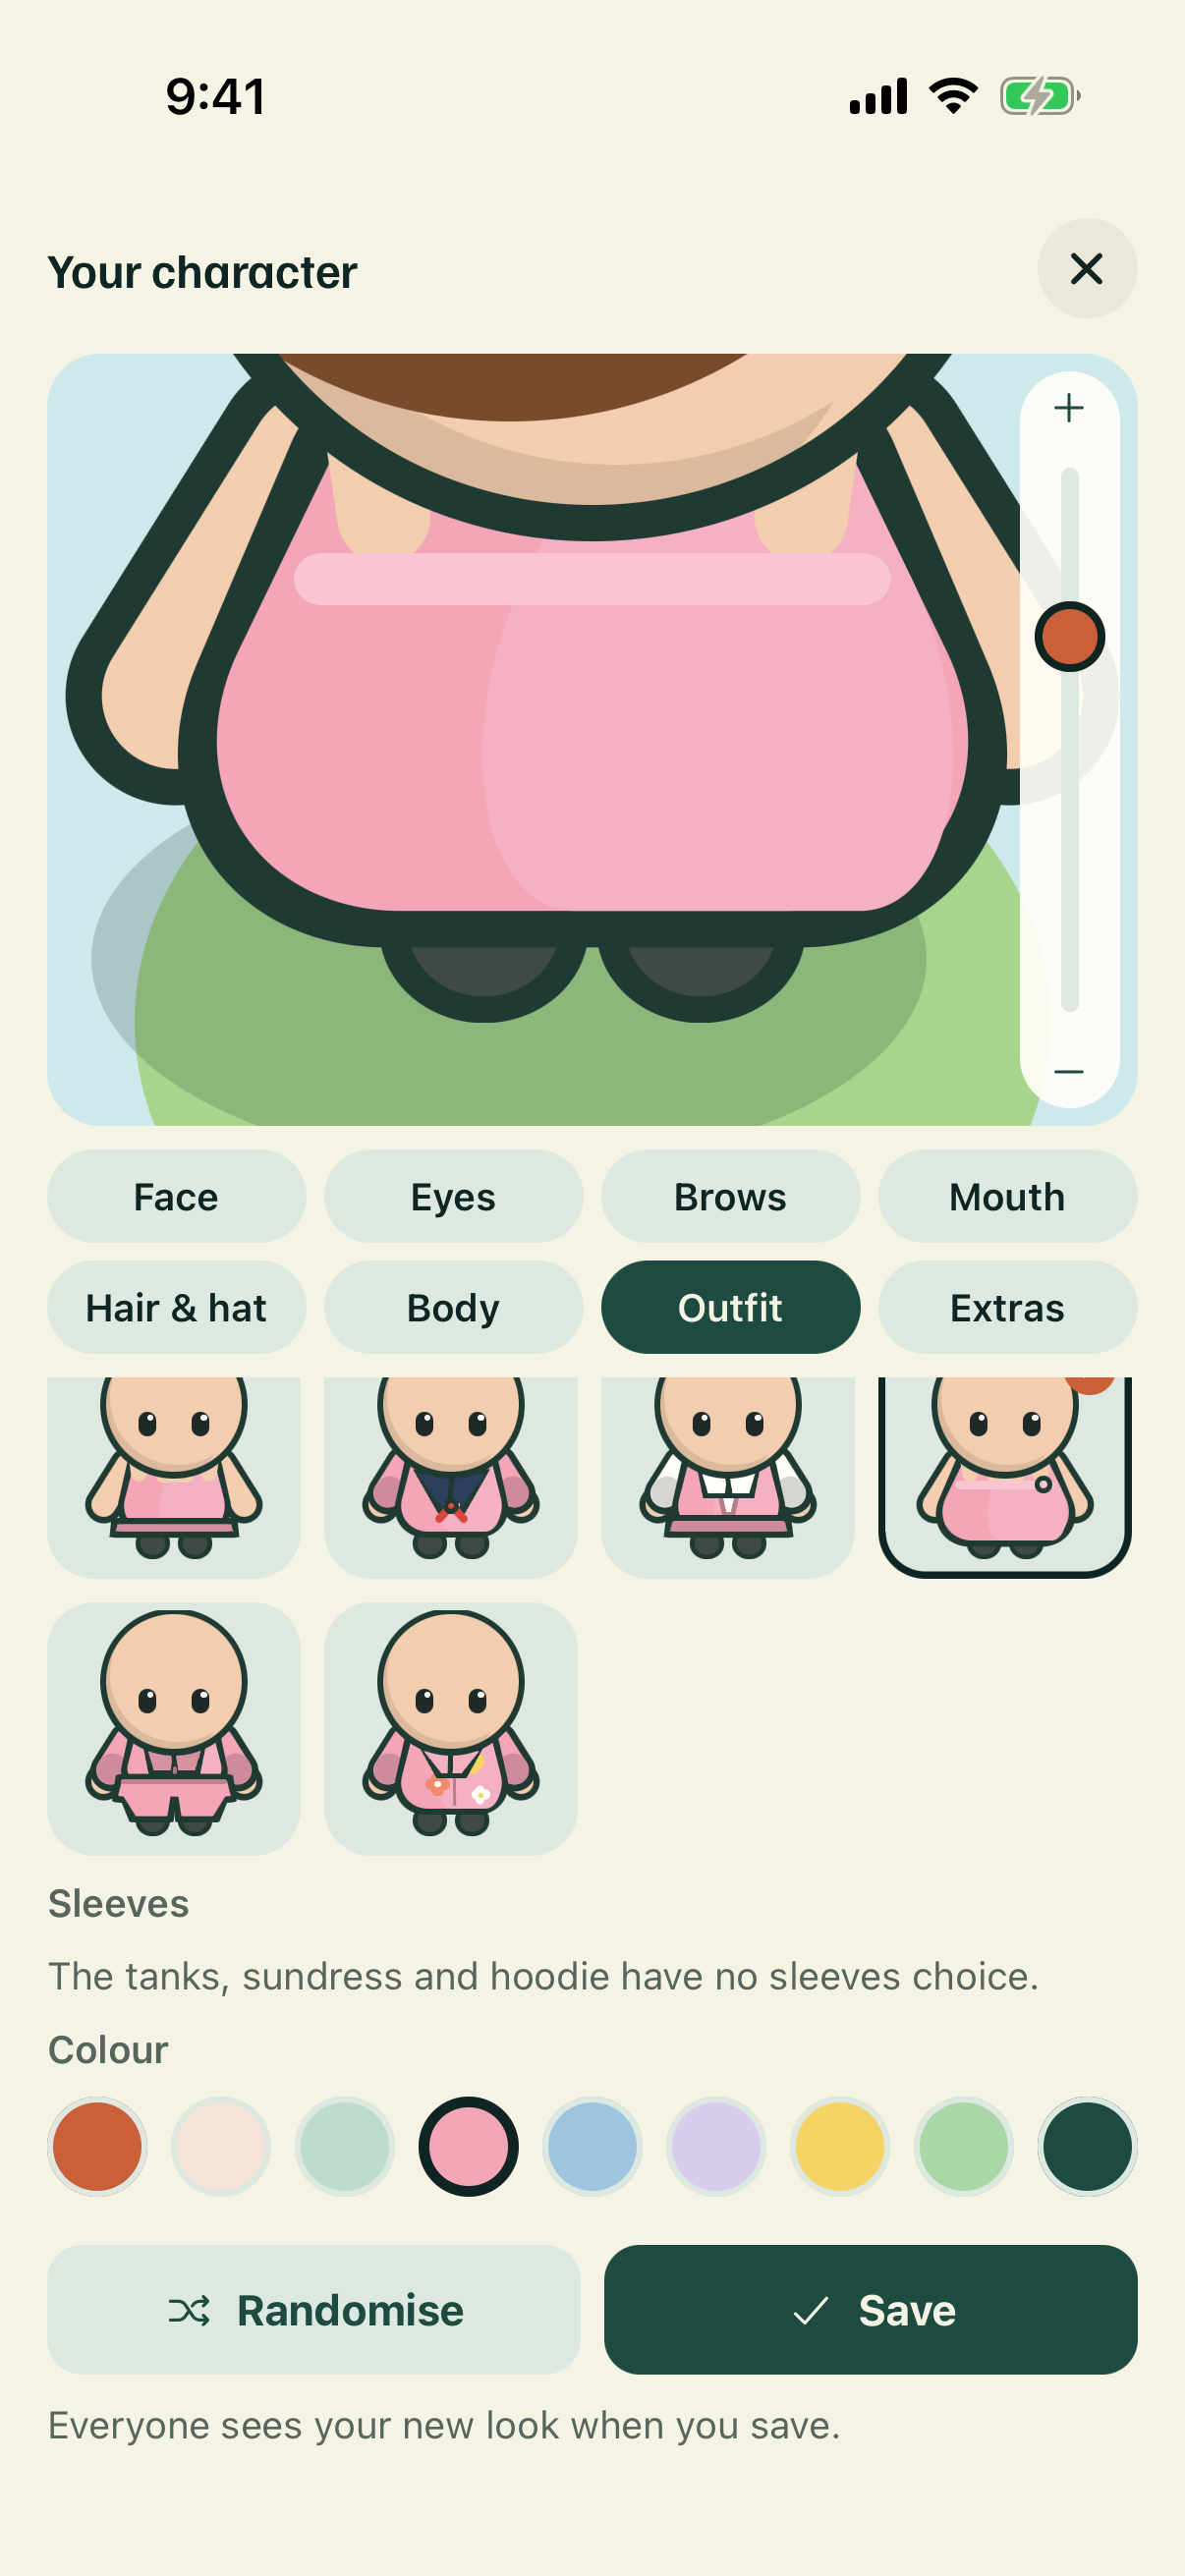 9:41
Your character
Face
Eyes
Brows
Mouth
Hair & hat
Body
Outfit
Extras
Sleeves
The tanks, sundress and hoodie have no sleeves choice.
Colour
Randomise
Save
Everyone sees your new look when you save.